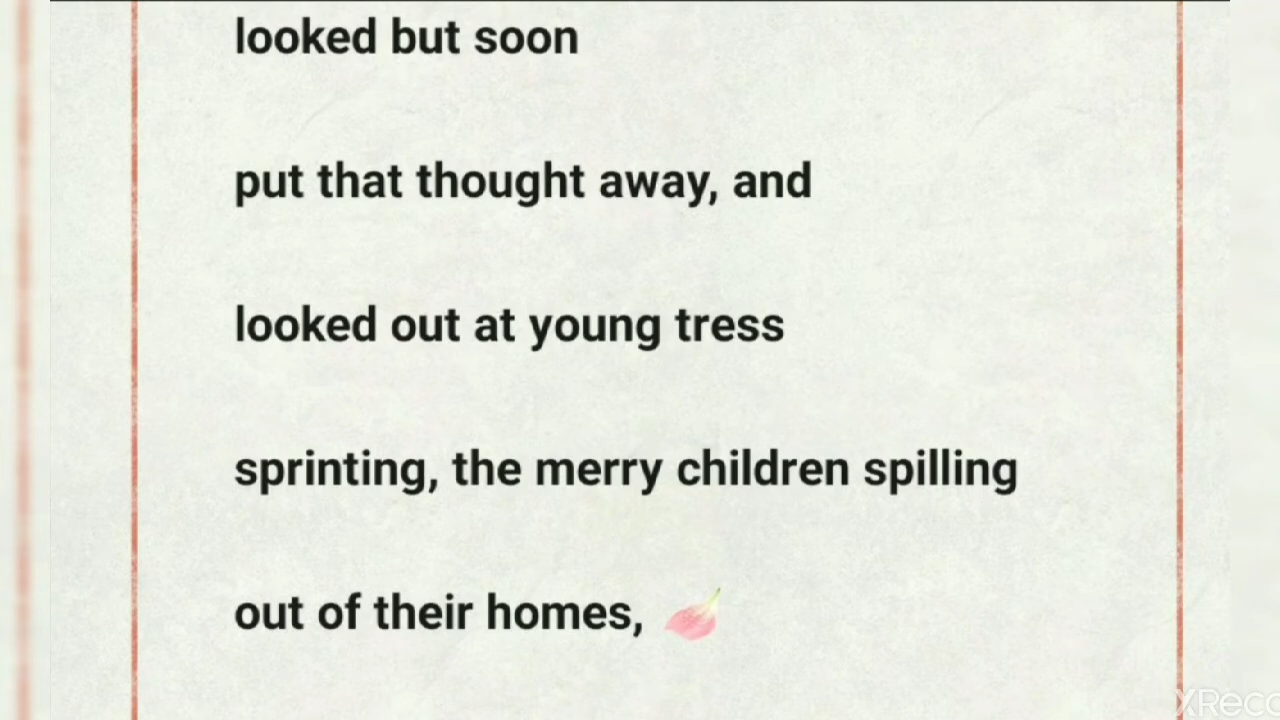 looked but soon
put that thought away, and
looked out at young tress
sprinting, the merry children spilling
out of their homes,
XReco